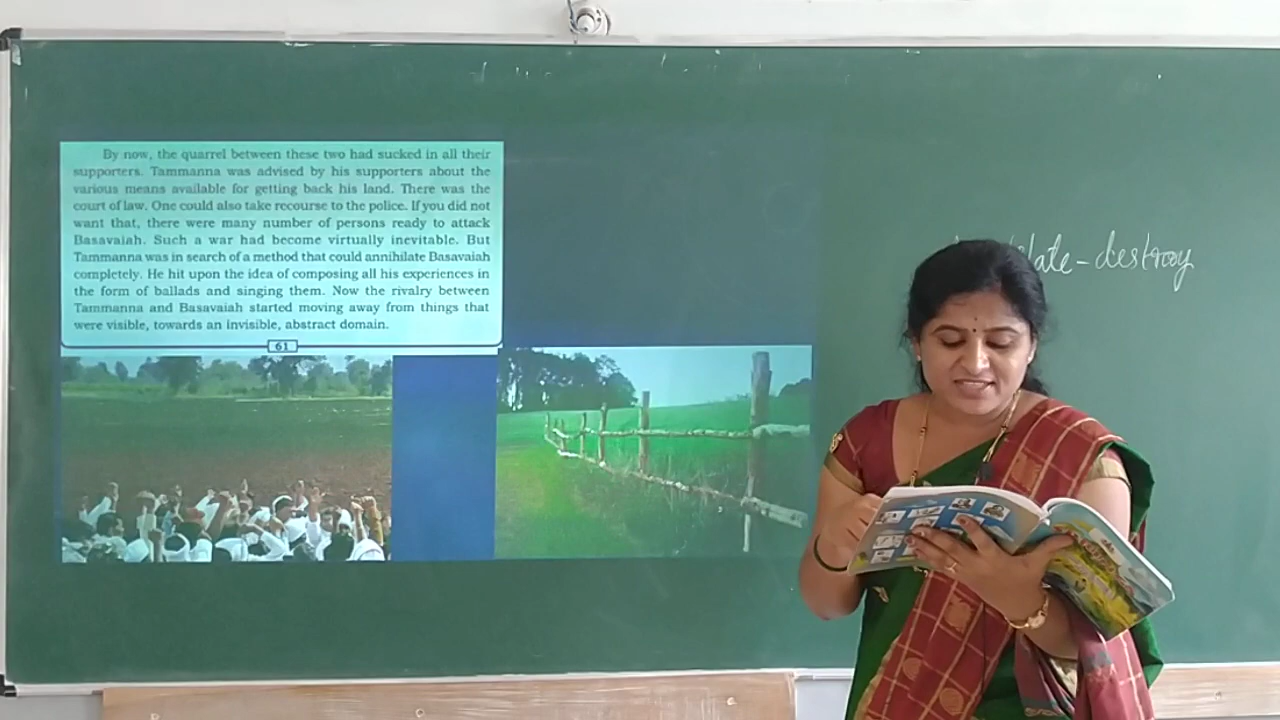 By now, the quarrel between these two had sucked in all their
supporters. Tammanna was advised by his supporters about the
various means available for getting back his land. There was the
court of law. One could also take recourse to the police. If you did not
want that, there were many number of persons ready to attack
Basavaiah. Such a war had become virtually inevitable. But
Tammanna was in search of a method that could annihilate Basavaiah
completely. He hit upon the idea of composing all his experiences in
the form of ballads and singing them. Now the rivalry between
Tammanna and Basavaiah started moving away from things that
were visible, towards an invisible, abstract domain.
61
-destroy